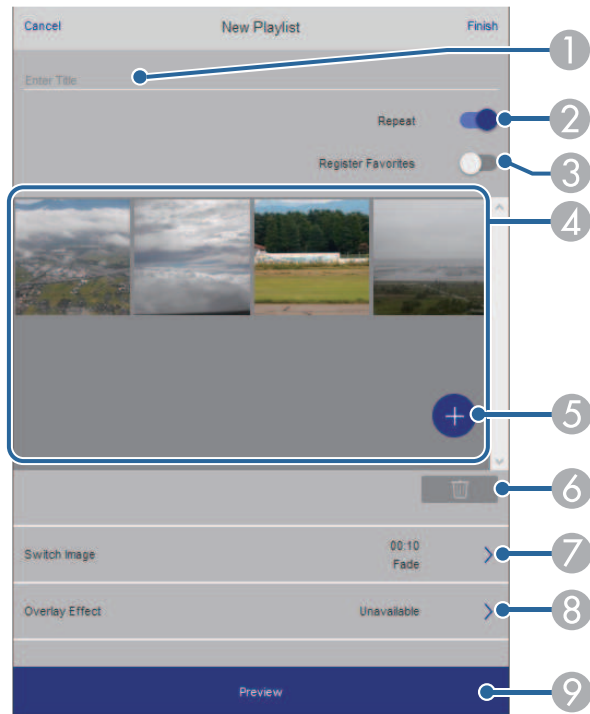 Cancel New Playlist Finish
1
Enter Title
Repeat
2
Register Favorites
3
4
+
5
6
Switch Image 00:10
Fade
7
Overlay Effect Unavailable
8
Preview
9